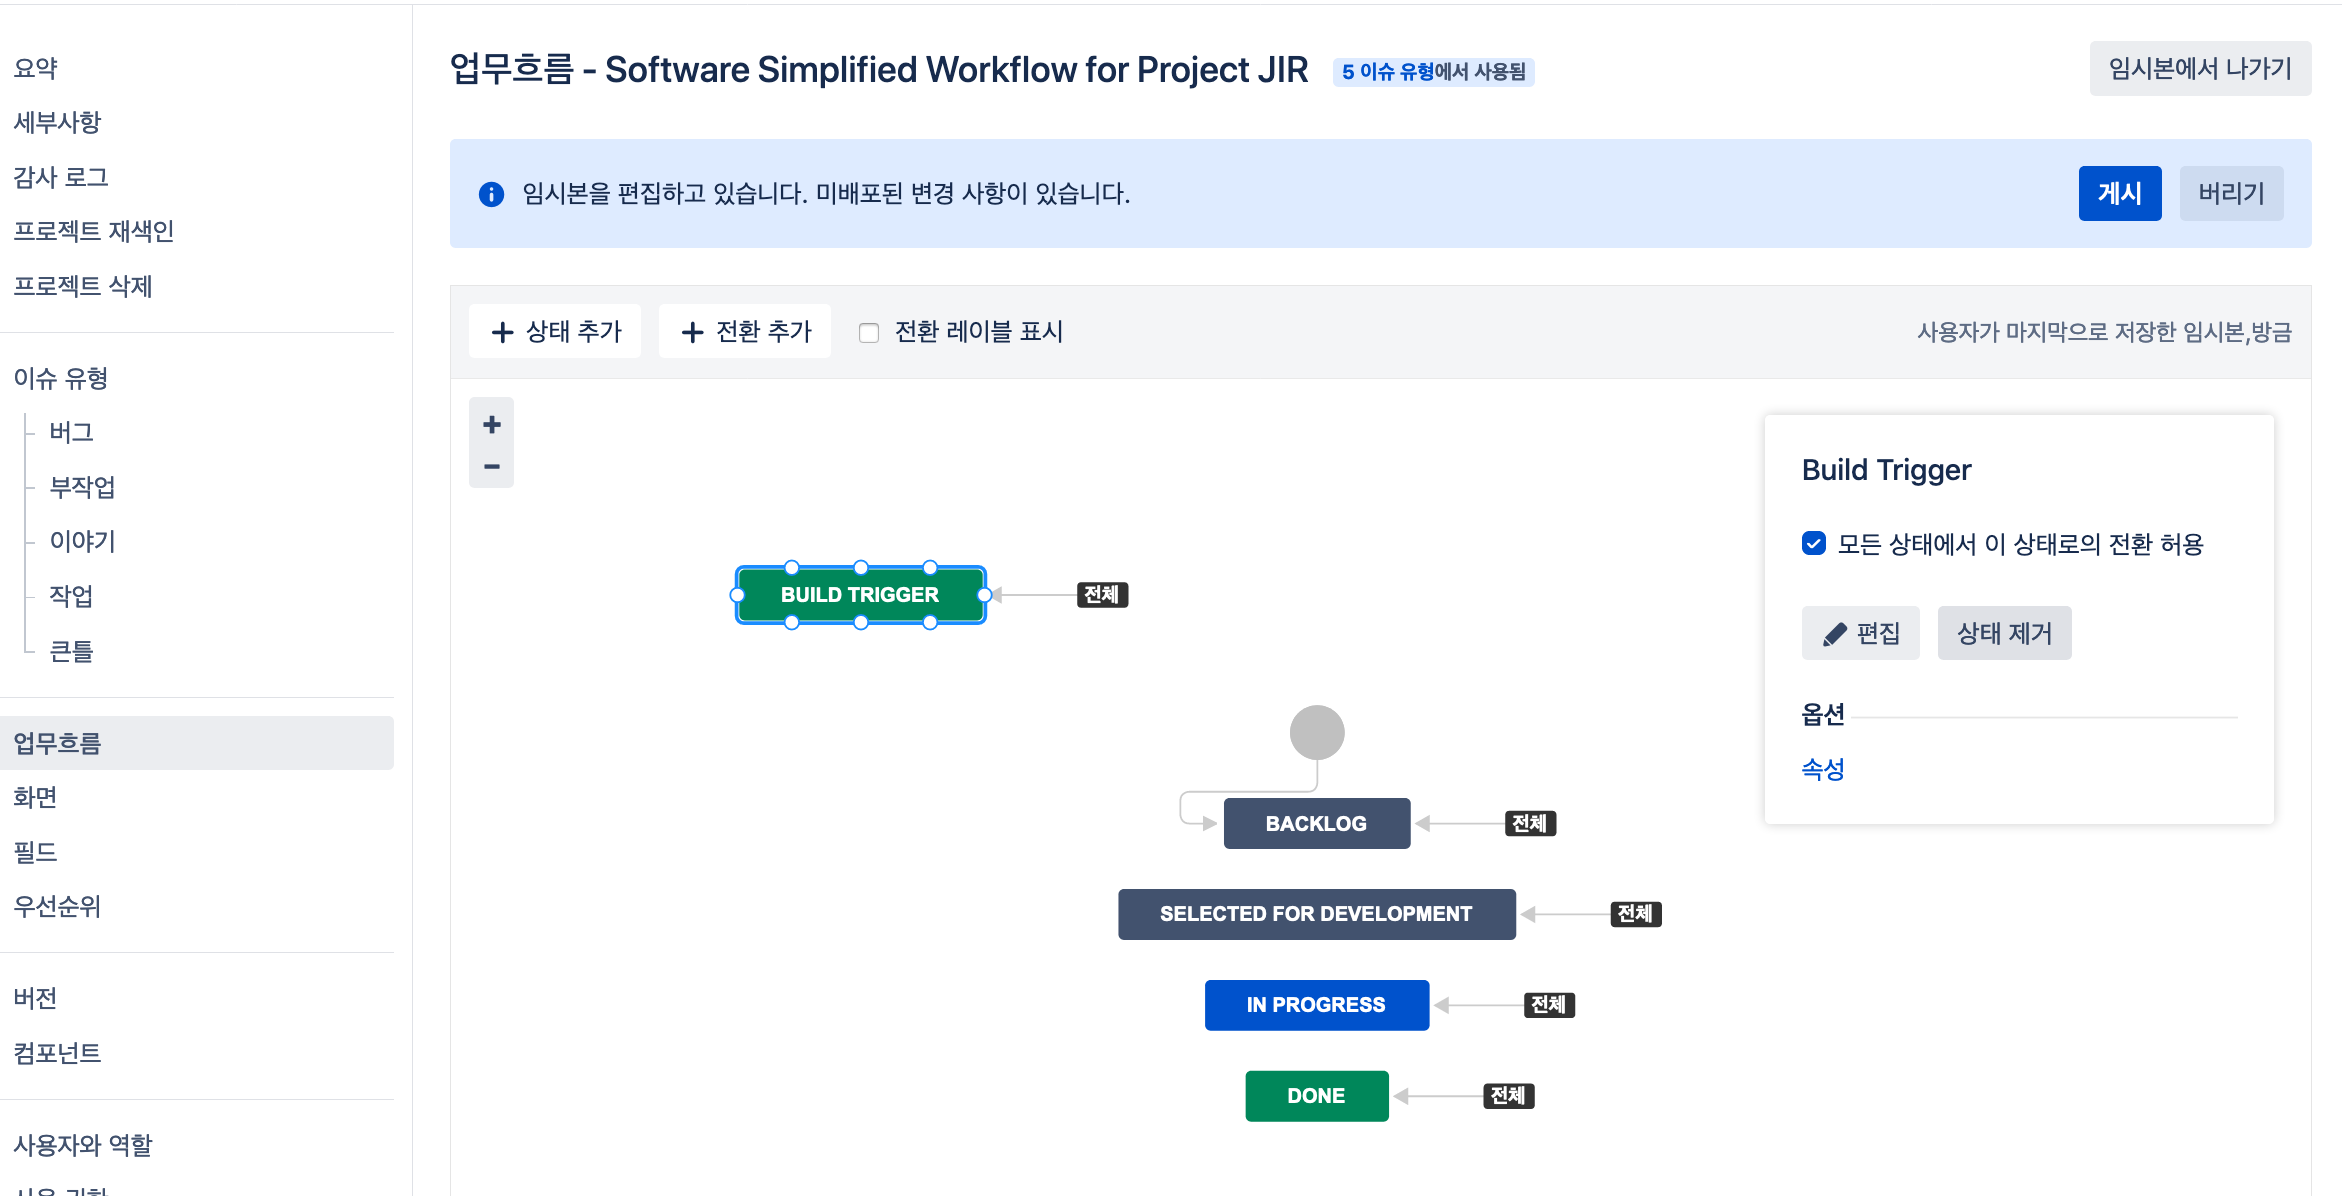 요약
세부사항
감사 로그
프로젝트 재색인
프로젝트 삭제
이슈 유형
버그
부작업
이야기
작업
큰틀
업무흐름
화면
필드
우선순위
버전
컴포넌트
사용자와 역할
업무흐름 - Software Simplified Workflow for Project JIR
5 이슈 유형에서 사용됨
임시본에서 나가기
임시본을 편집하고 있습니다. 미배포된 변경 사항이 있습니다.
게시
버리기
상태 추가
전환 추가
전환 레이블 표시
사용자가 마지막으로 저장한 임시본,방금
BUILD TRIGGER
전체
BACKLOG
전체
SELECTED FOR DEVELOPMENT
전체
IN PROGRESS
전체
DONE
전체
Build Trigger
모든 상태에서 이 상태로의 전환 허용
편집
상태 제거
옵션
속성